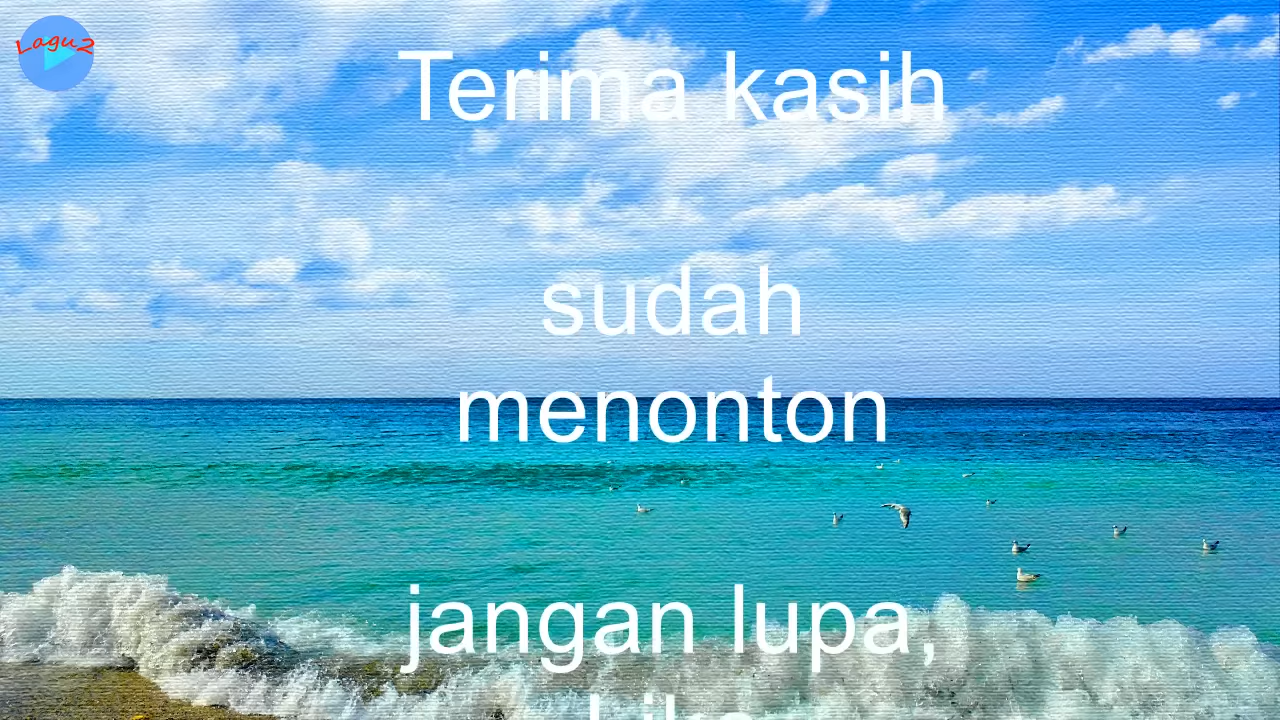 Lagu2
Terima kasih
sudah
menonton
jangan lupa,